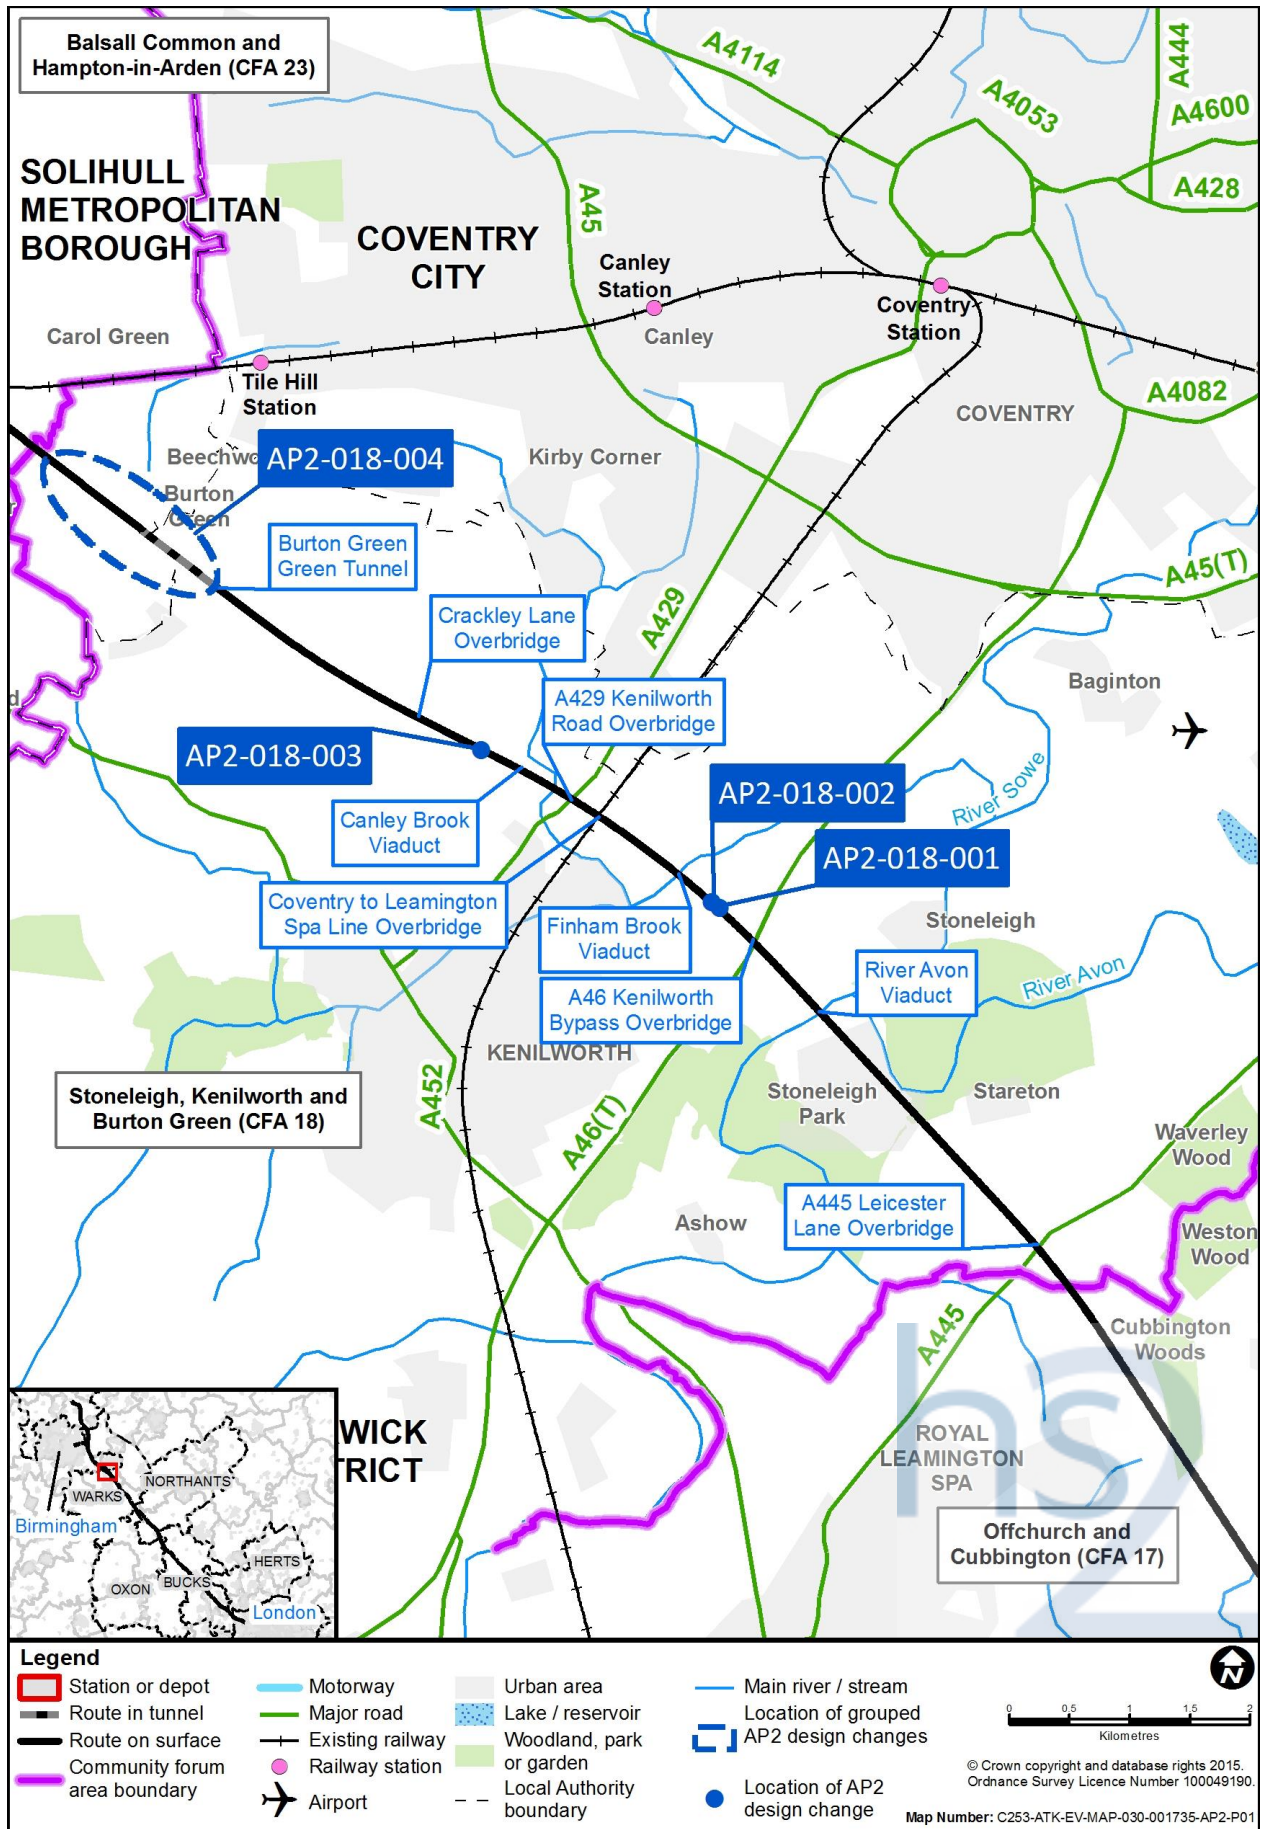 Balsall Common and
Hampton-in-Arden (CFA 23)
A4114
A444
A4053
A4600
A428
SOLIHULL
METROPOLITAN
BOROUGH
A45
COVENTRY
CITY
Canley
Station
Coventry
Station
Carol Green
Canley
Tile Hill
Station
A4082
COVENTRY
AP2-018-004
Kirby Corner
Burton
Green
Burton Green
Green Tunnel
A45(T)
A429
Crackley Lane
Overbridge
A429 Kenilworth
Road Overbridge
Baginton
AP2-018-003
AP2-018-002
River Sowe
Canley Brook
Viaduct
AP2-018-001
Coventry to Leamington
Spa Line Overbridge
Finham Brook
Viaduct
Stoneleigh
River Avon
Viaduct
River Avon
A46 Kenilworth
Bypass Overbridge
KENILWORTH
A452
Stoneleigh, Kenilworth and
Burton Green (CFA 18)
A46(T)
Stoneleigh
Park
Stareton
Waverley
Wood
A445 Leicester
Lane Overbridge
Ashow
Weston
Wood
A445
Cubbington
Woods
hs2
WICK
TRICT
ROYAL
LEAMINGTON
SPA
Offchurch and
Cubbington (CFA 17)
NORTHANTS
WARKS
Birmingham
HERTS
OXON
BUCKS
London
Legend
Station or depot
Route in tunnel
Route on surface
Community forum
area boundary
Motorway
Major road
Existing railway
Railway station
Airport
Urban area
Lake / reservoir
Woodland, park
or garden
Local Authority
boundary
Main river / stream
Location of grouped
AP2 design changes
Location of AP2
design change
N
0 0.5 1 1.5 2
Kilometres
© Crown copyright and database rights 2015.
Ordnance Survey Licence Number 100049190.
Map Number: C253-ATK-EV-MAP-030-001735-AP2-P01